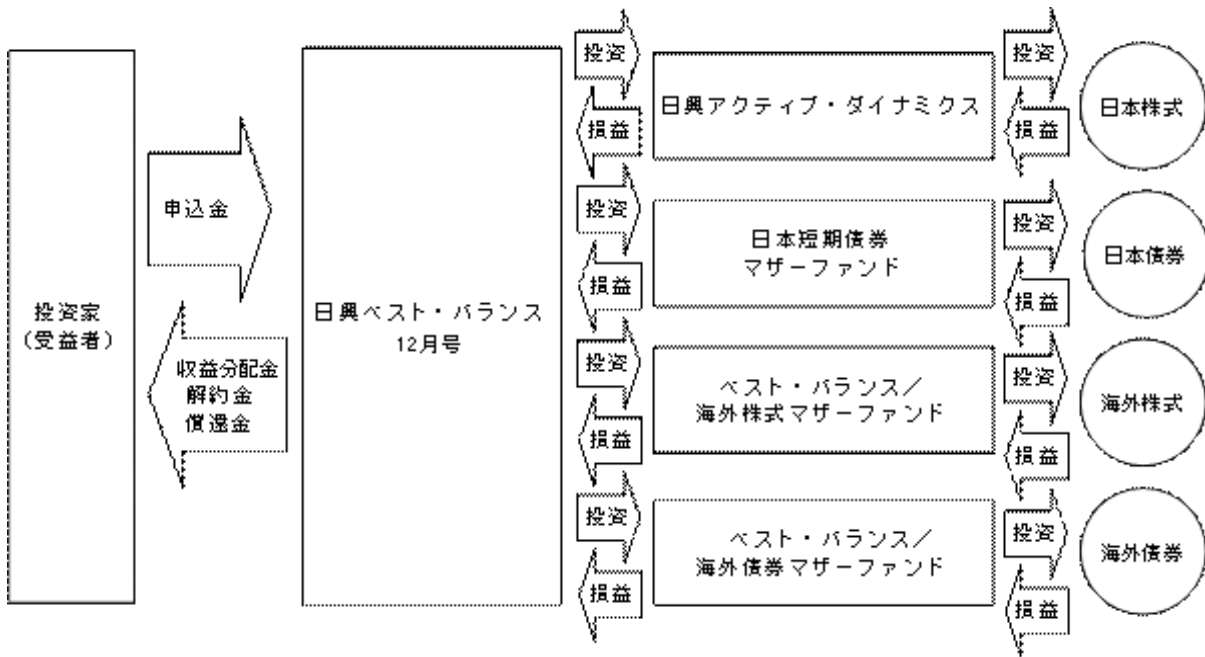 投資家
（受益者）
申込金
収益分配金
解約金
償還金
日興ベスト・バランス
12月号
投資
損益
投資
損益
投資
損益
投資
損益
日興アクティブ・ダイナミクス
日本短期債券
マザーファンド
ベスト・バランス／
海外株式マザーファンド
ベスト・バランス／
海外債券マザーファンド
投資
損益
投資
損益
投資
損益
投資
損益
日本株式
日本債券
海外株式
海外債券